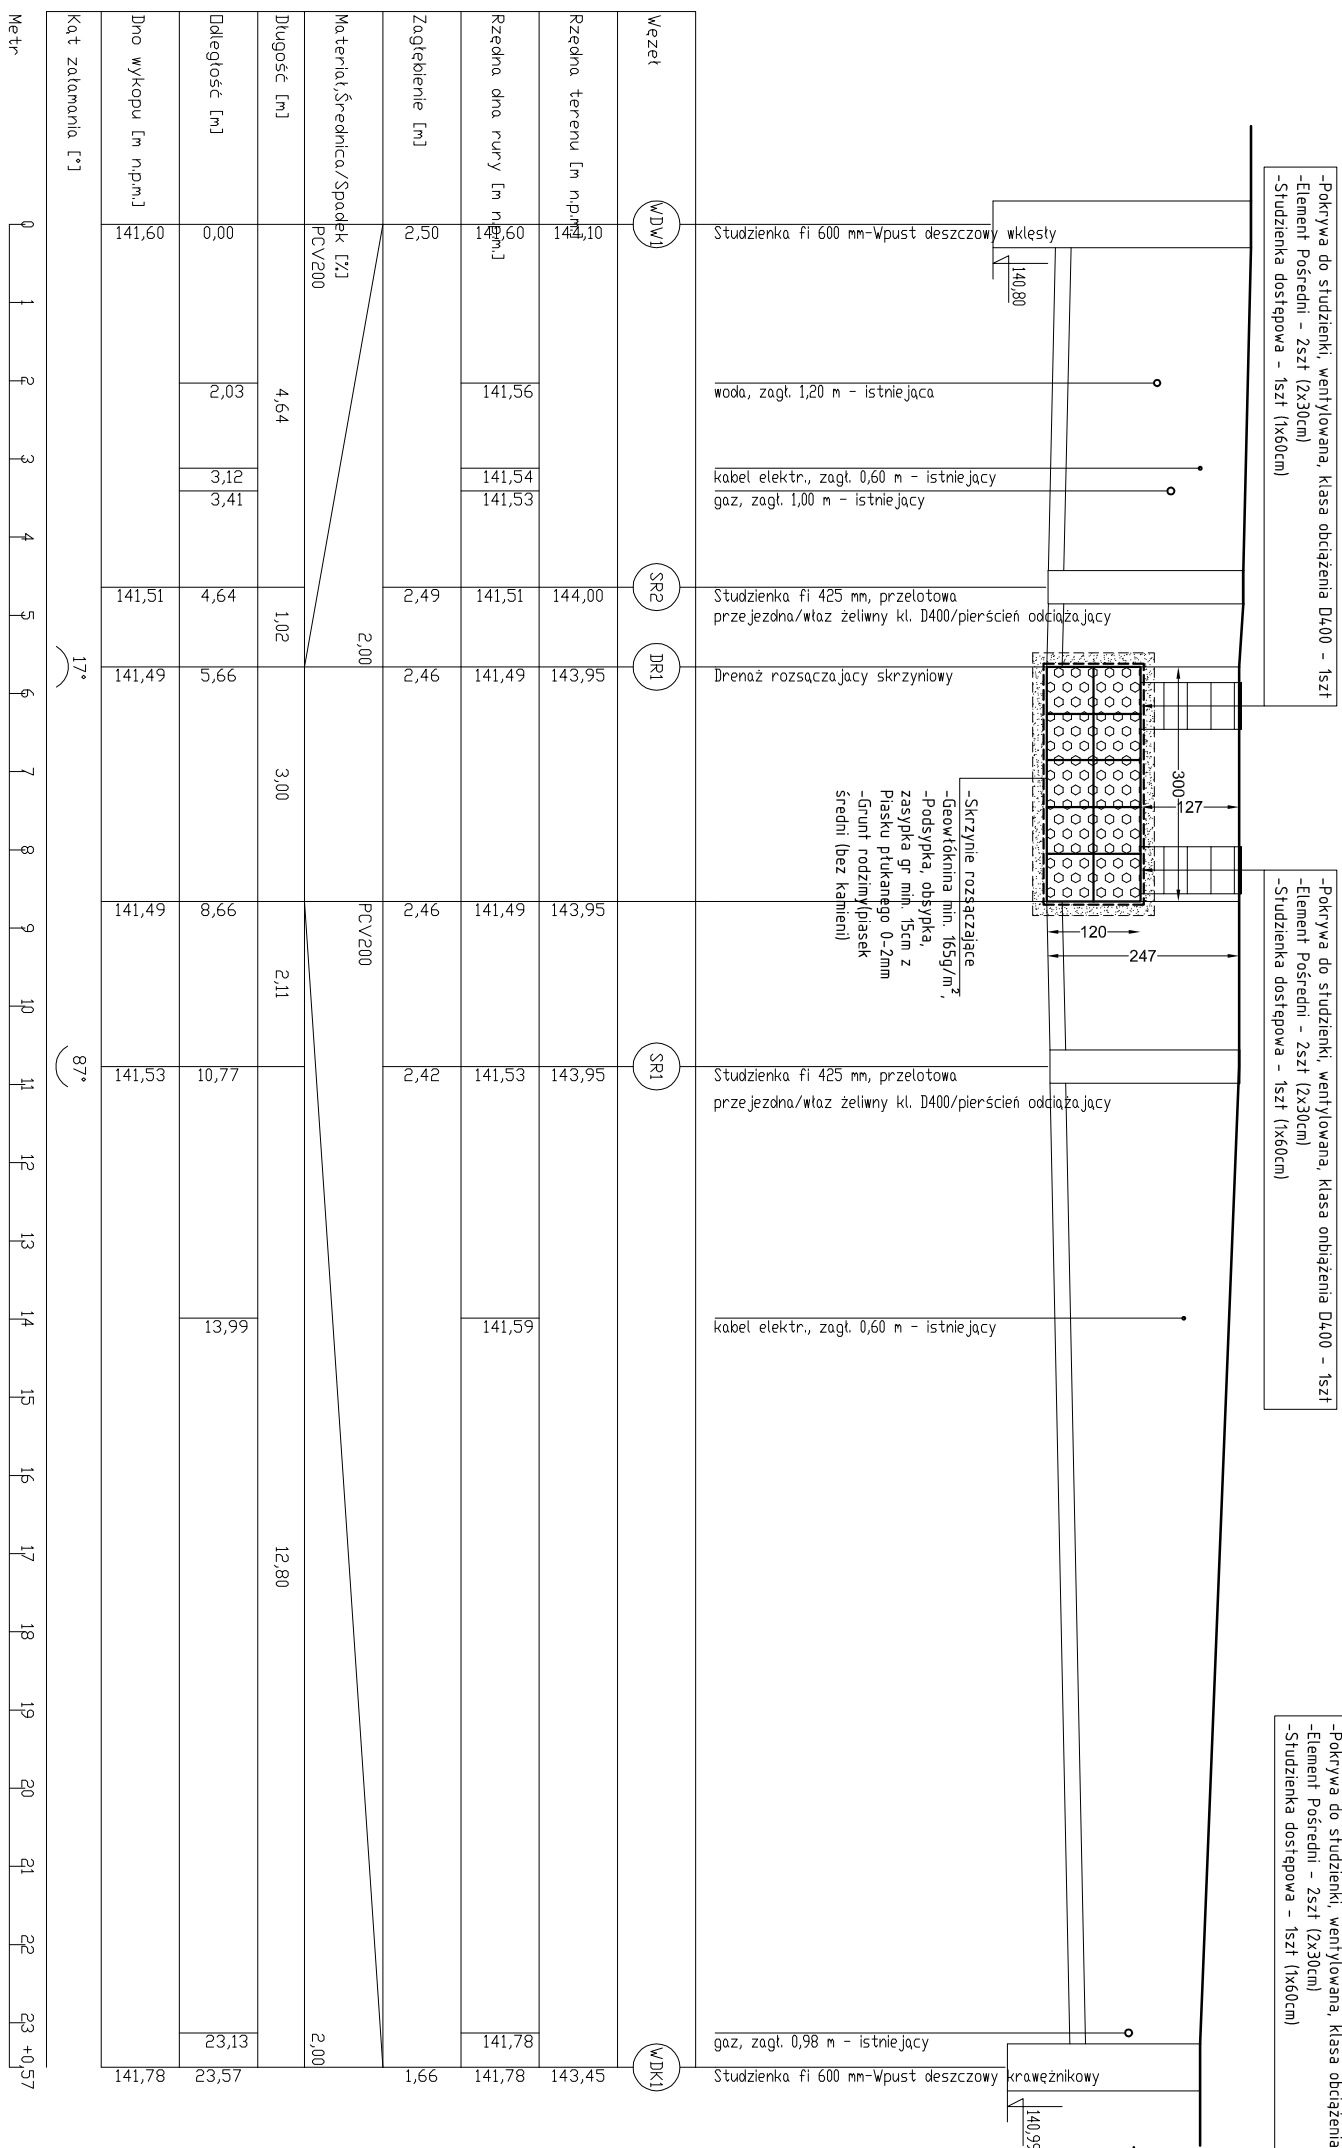 -Pokrywa do studzienki, wentylowana, klasa obciążenia D400 - 1szt
-Element Pośredni - 2szt (2x30cm)
-Studzienka dostępowa - 1szt (1x60cm)
-Pokrywa do studzienki, wentylowana, klasa onbiążenia D400 - 1szt
-Element Pośredni - 2szt (2x30cm)
-Studzienka dostępowa - 1szt (1x60cm)
-Pokrywa do studzienki, wentylowana, klasa obciążenia
-Element Pośredni - 2szt (2x30cm)
-Studzienka dostępowa - 1szt (1x60cm)
300
127
120
247
140,80
140,99
-Skrzynie rozsączające
-Geowłóknina min. 165g/m²,
-Podsypka, obsypka,
zasypka gr min. 15cm z
Piasku płukanego 0-2mm
-Grunt rodzimy(piasek
średni (bez kamieni)
Studzienka fi 600 mm-Wpust deszczowy wklęsły
woda, zagł. 1,20 m - istniejąca
kabel elektr., zagł. 0,60 m - istniejący
gaz, zagł. 1,00 m - istniejący
Studzienka fi 425 mm, przelotowa
przejezdna/właz żeliwny kl. D400/pierścień odciążający
Drenaż rozsączający skrzyniowy
Studzienka fi 425 mm, przelotowa
przejezdna/właz żeliwny kl. D400/pierścień odciążający
kabel elektr., zagł. 0,60 m - istniejący
gaz, zagł. 0,98 m - istniejący
Studzienka fi 600 mm-Wpust deszczowy krawężnikowy
Węzeł WDW1 SR2 DR1 SR1 WDK1
Rzędna terenu [m n.p.m.] 144,10 144,00 143,95 143,95 143,95 143,45
Rzędna dna rury [m n.p.m.] 141,60 141,56 141,54 141,53 141,51 141,49 141,49 141,53 141,59 141,78 141,78
Zagłębienie [m] 2,50 2,49 2,46 2,46 2,42 1,66
Materiał,Średnica/Spadek [%] PCV200 2,00 PCV200 2,00
Długość [m] 4,64 1,02 3,00 2,11 12,80
Odległość [m] 0,00 2,03 3,12 3,41 4,64 5,66 8,66 10,77 13,99 23,13 23,57
Dno wykopu [m n.p.m.] 141,60 141,51 141,49 141,49 141,53 141,78
Kąt załamania [°] 17° 87°
Metr 0 1 2 3 4 5 6 7 8 9 10 11 12 13 14 15 16 17 18 19 20 21 22 23 +0,57